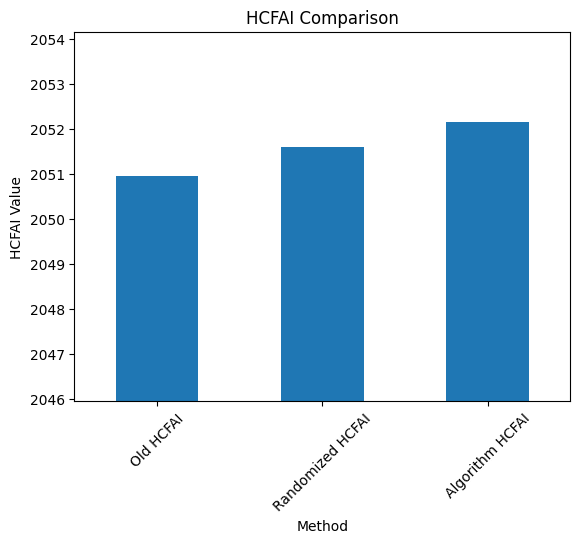 HCFAI Comparison
HCFAI Value
2054
2053
2052
2051
2050
2049
2048
2047
2046
Old HCFAI
Randomized HCFAI
Algorithm HCFAI
Method